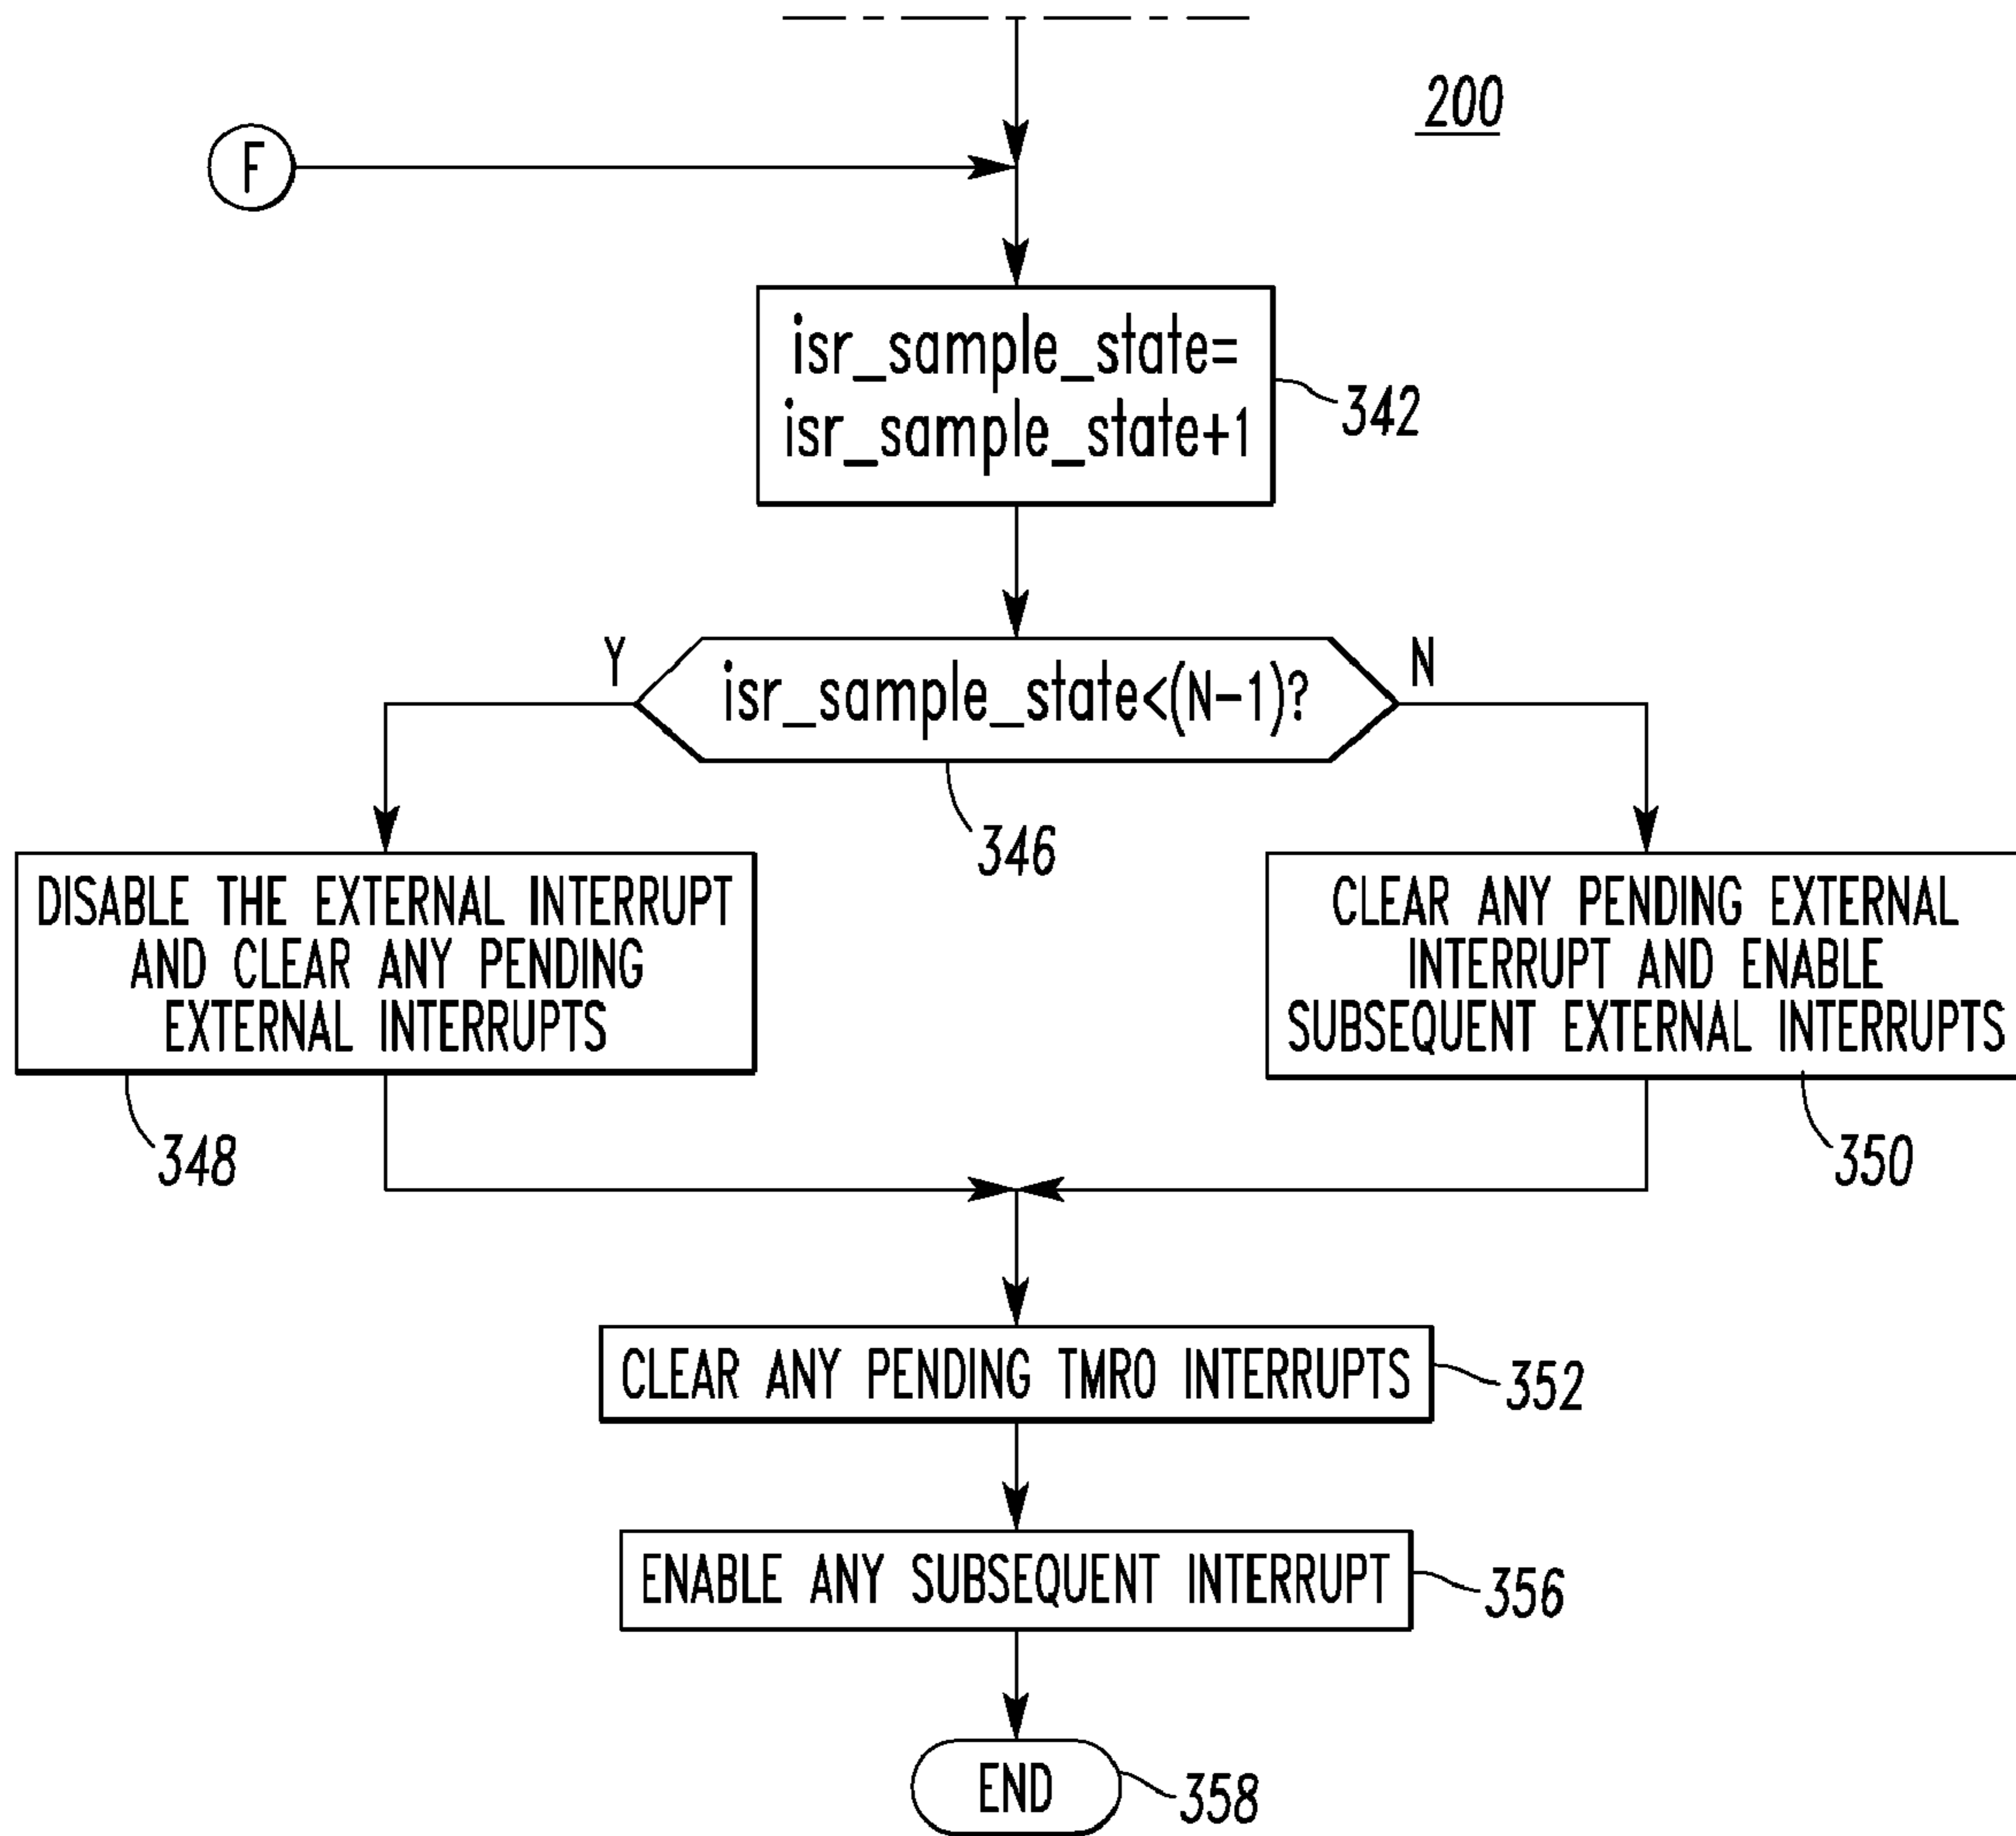 200
F
isr_sample_state=
isr_sample_state+1
342
Y
isr_sample_state<(N-1)?
N
346
DISABLE THE EXTERNAL INTERRUPT
AND CLEAR ANY PENDING
EXTERNAL INTERRUPTS
348
CLEAR ANY PENDING EXTERNAL
INTERRUPT AND ENABLE
SUBSEQUENT EXTERNAL INTERRUPTS
350
CLEAR ANY PENDING TMR0 INTERRUPTS
352
ENABLE ANY SUBSEQUENT INTERRUPT
356
END
358